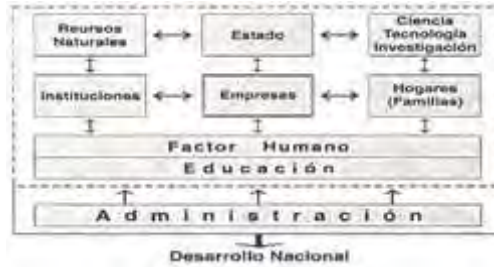 Reursos
Naturales
Estado
Ciencia
Tecnología
Investigación
Instituciones
Empresas
Hogares
(Familias)
Factor Humano
Educación
Administración
Desarrollo Nacional